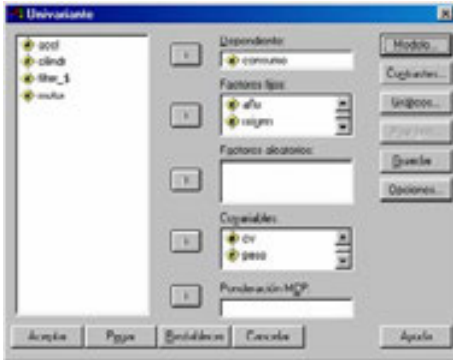 Univariante
accel
cilindr
filter_$
motor
Dependiente:
consumo
Factores fijos:
año
origen
Factores aleatorios:
Covariables:
cv
peso
Ponderación MCP:
Modelo...
Contrastes...
Gráficos...
Guardar
Opciones...
Aceptar
Pegar
Restablecer
Cancelar
Ayuda